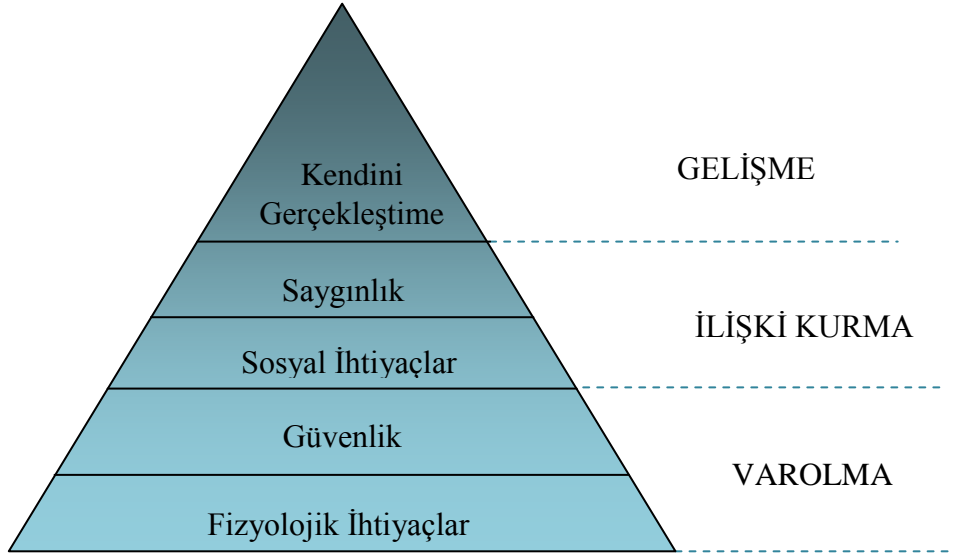 Kendini
Gerçekleştime
GELİŞME
Saygınlık
İLİŞKİ KURMA
Sosyal İhtiyaçlar
Güvenlik
VAROLMA
Fizyolojik İhtiyaçlar